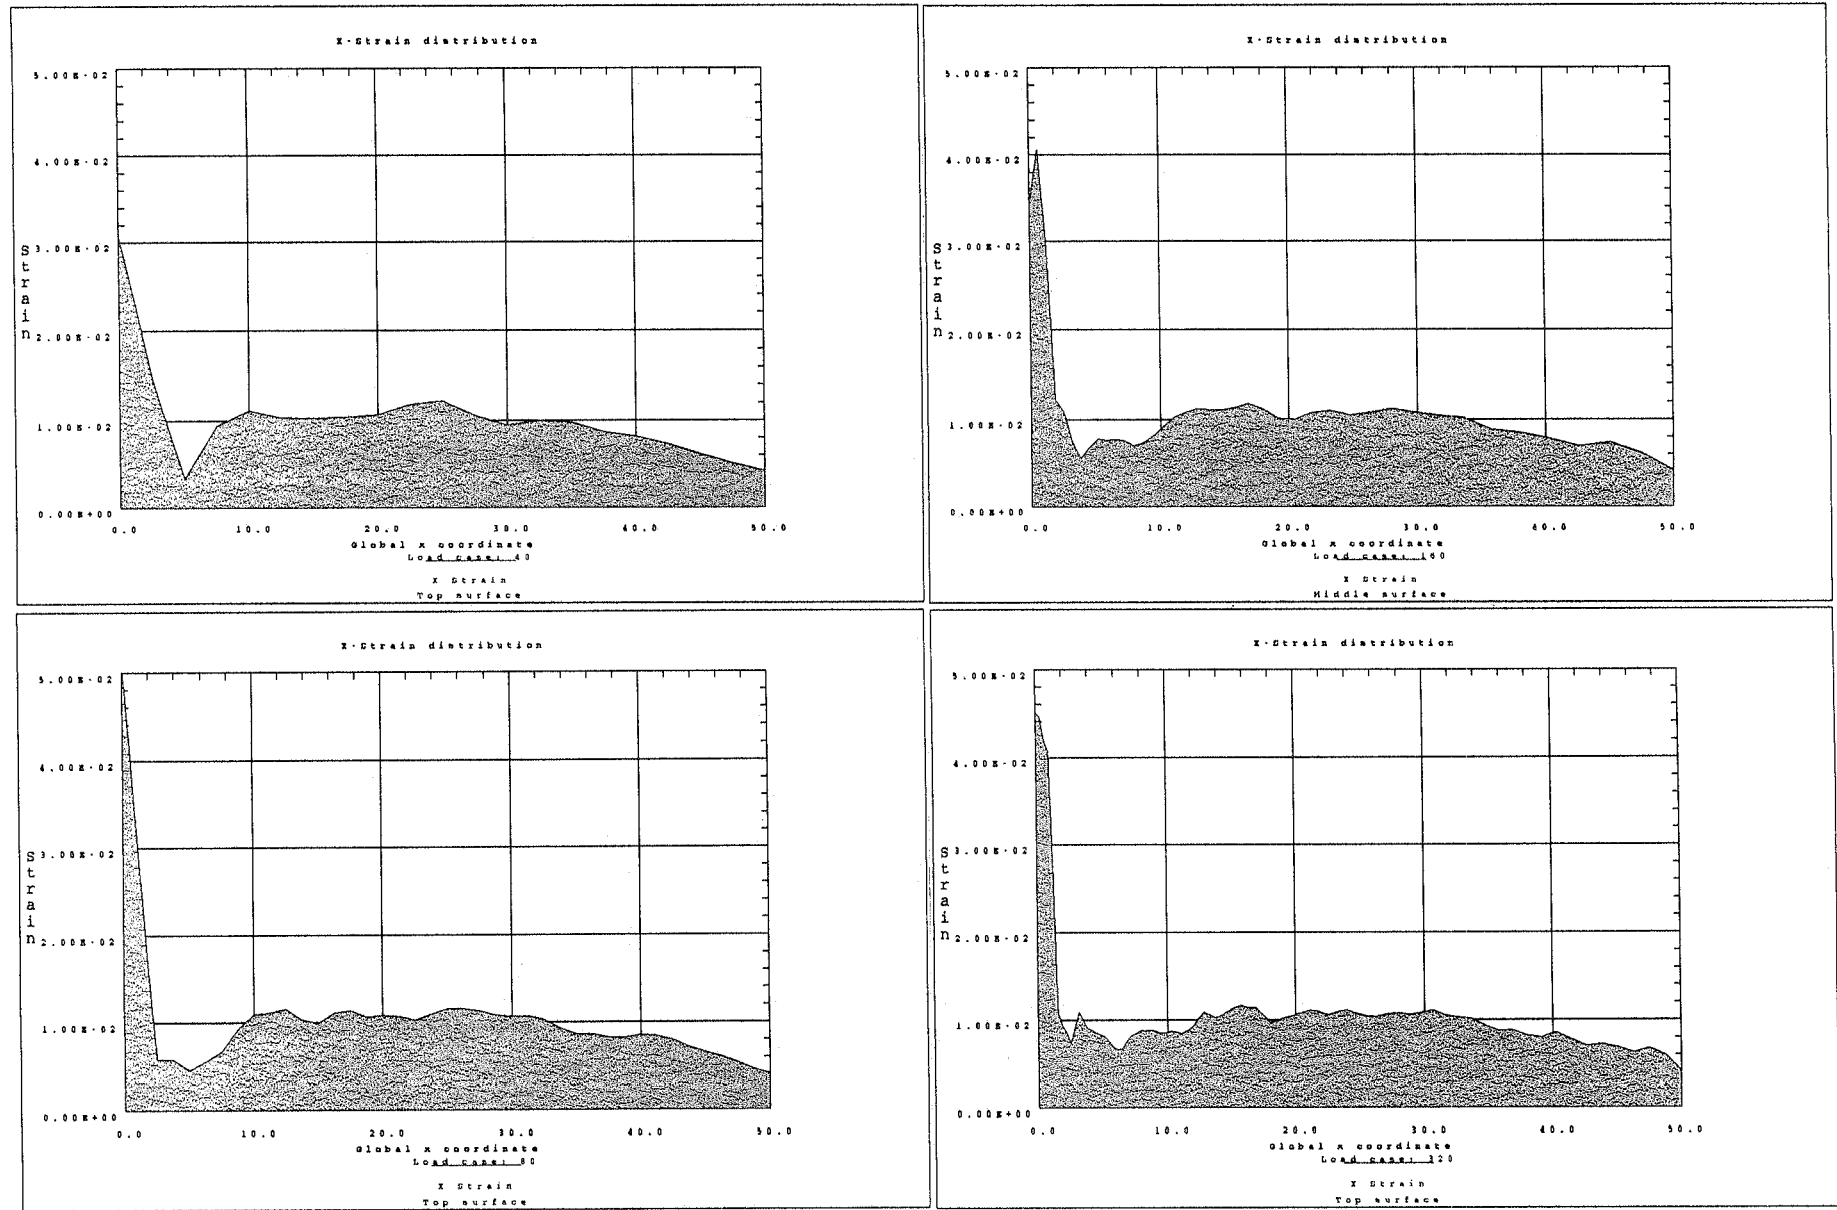 X-Strain distribution
5.00E-02
4.00E-02
3.00E-02
2.00E-02
1.00E-02
0.00E+00
Strain
0.0 10.0 20.0 30.0 40.0 50.0
Global x coordinate
Load case: 40
X Strain
Top surface
X-Strain distribution
5.00E-02
4.00E-02
3.00E-02
2.00E-02
1.00E-02
0.00E+00
Strain
0.0 10.0 20.0 30.0 40.0 50.0
Global x coordinate
Load case: 160
X Strain
Middle surface
X-Strain distribution
5.00E-02
4.00E-02
3.00E-02
2.00E-02
1.00E-02
0.00E+00
Strain
0.0 10.0 20.0 30.0 40.0 50.0
Global x coordinate
Load case: 80
X Strain
Top surface
X-Strain distribution
5.00E-02
4.00E-02
3.00E-02
2.00E-02
1.00E-02
0.00E+00
Strain
0.0 10.0 20.0 30.0 40.0 50.0
Global x coordinate
Load case: 320
X Strain
Top surface